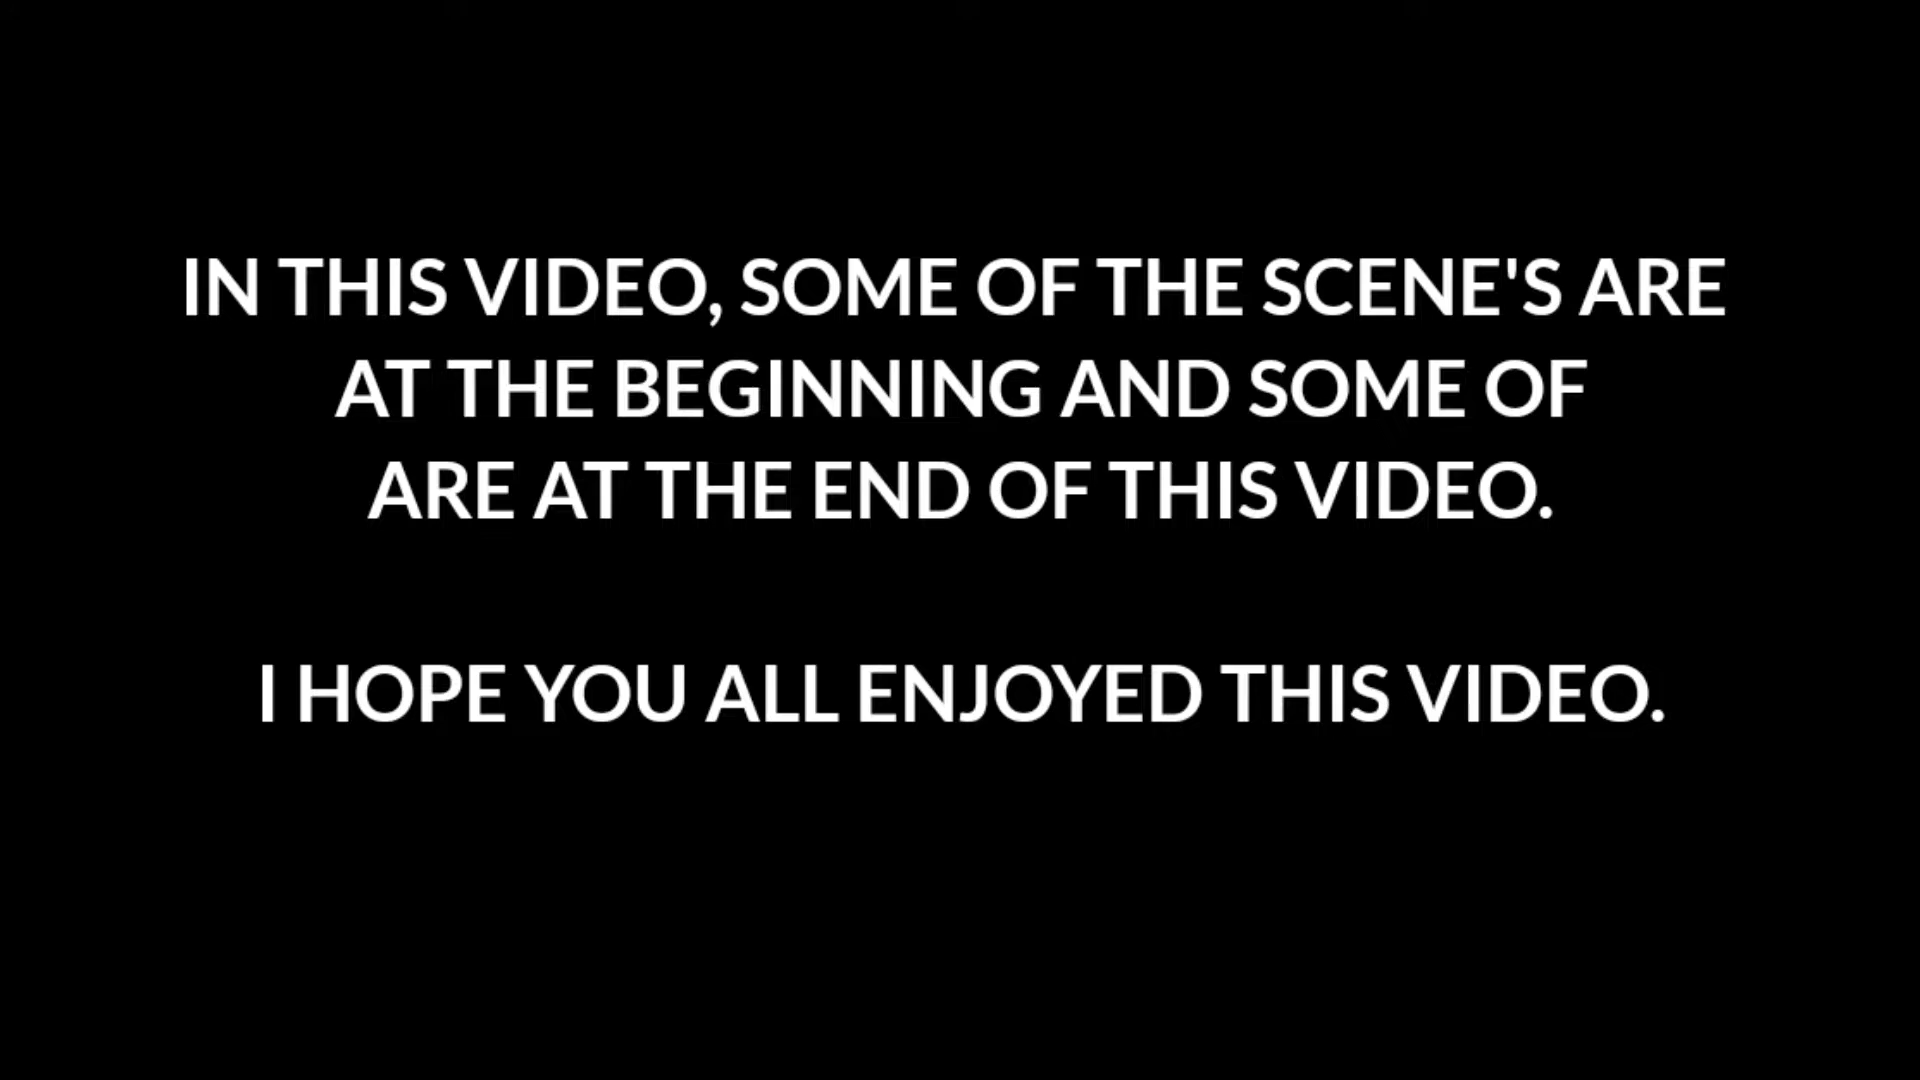 IN THIS VIDEO, SOME OF THE SCENE'S ARE
AT THE BEGINNING AND SOME OF
ARE AT THE END OF THIS VIDEO.
I HOPE YOU ALL ENJOYED THIS VIDEO.